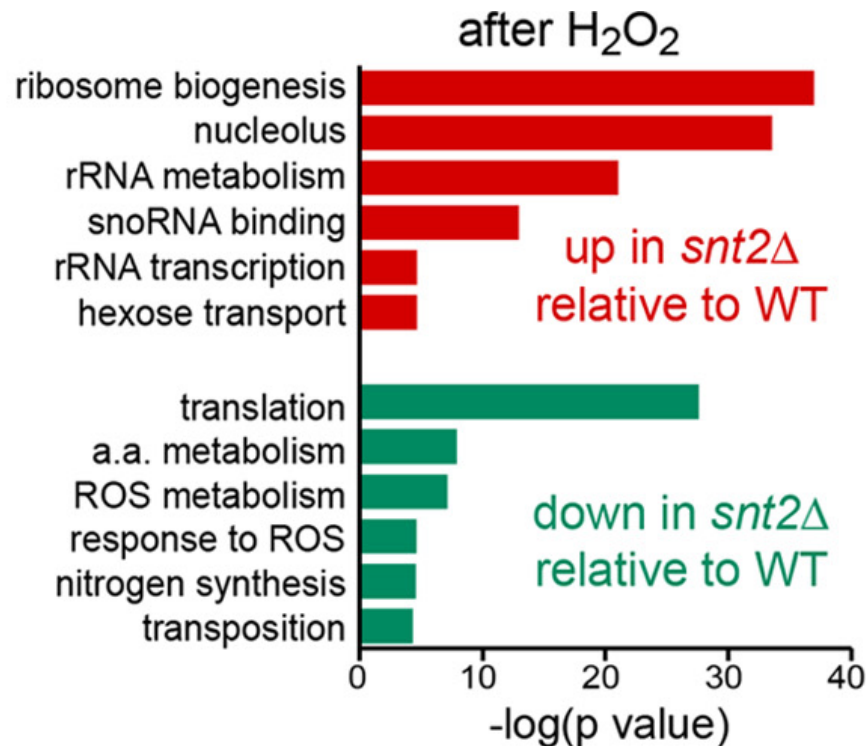 after H₂O₂
ribosome biogenesis
nucleolus
rRNA metabolism
snoRNA binding
rRNA transcription
hexose transport
up in snt2Δ
relative to WT
translation
a.a. metabolism
ROS metabolism
response to ROS
nitrogen synthesis
transposition
down in snt2Δ
relative to WT
0 10 20 30 40
-log(p value)